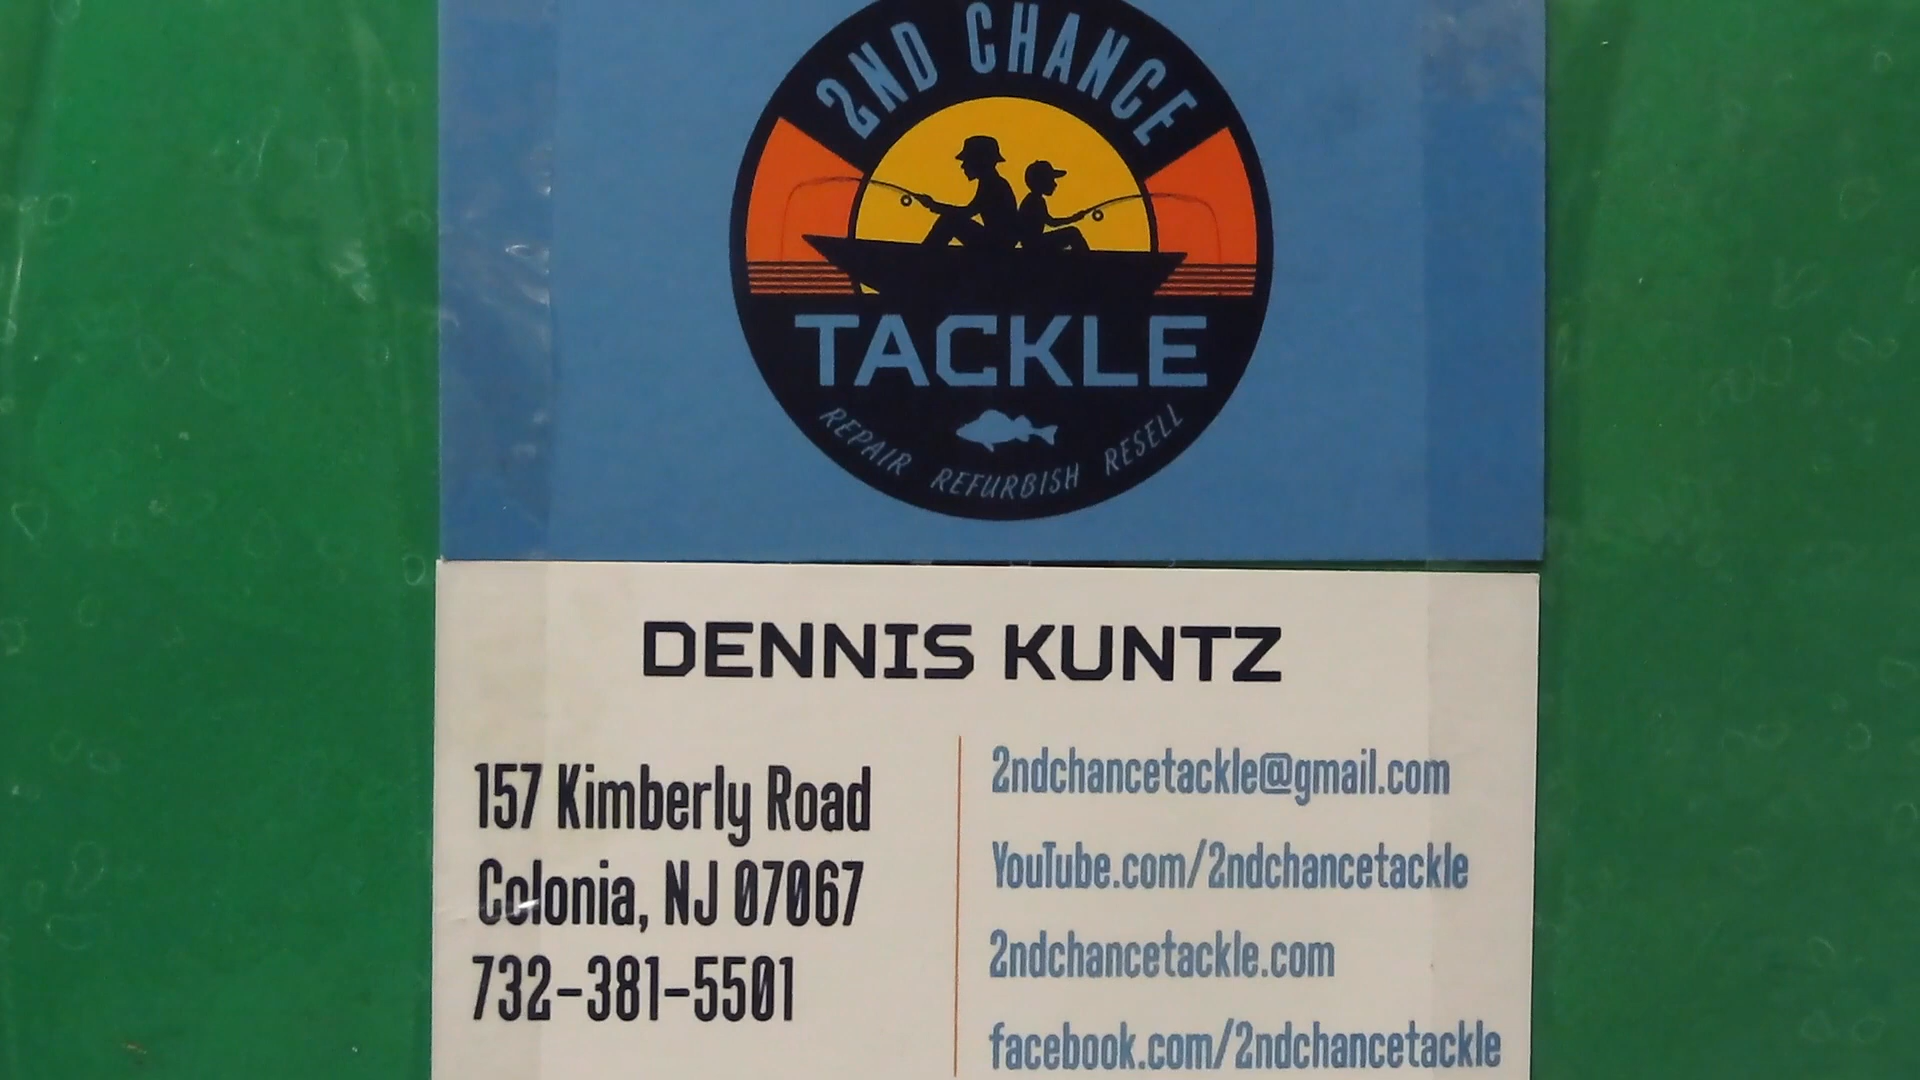 2ND CHANCE
TACKLE
REPAIR REFURBISH RESELL
DENNIS KUNTZ
157 Kimberly Road
Colonia, NJ 07067
732-381-5501
2ndchancetackle@gmail.com
YouTube.com/2ndchancetackle
2ndchancetackle.com
facebook.com/2ndchancetackle